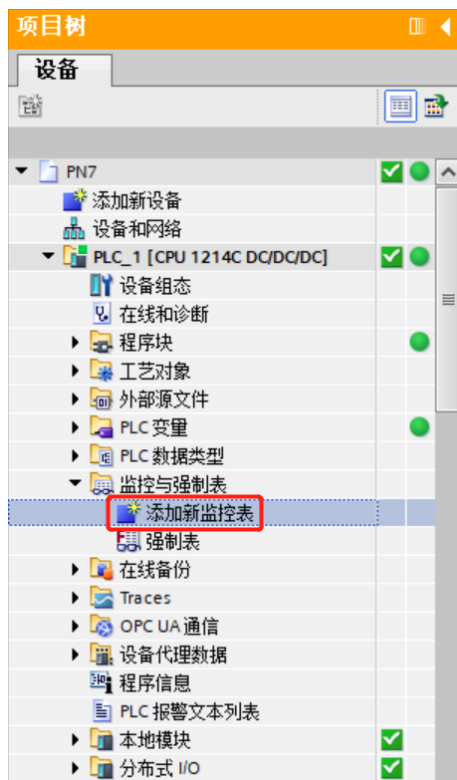 项目树
设备
PN7
添加新设备
设备和网络
PLC_1 [CPU 1214C DC/DC/DC]
设备组态
在线和诊断
程序块
工艺对象
外部源文件
PLC 变量
PLC 数据类型
监控与强制表
添加新监控表
强制表
在线备份
Traces
OPC UA 通信
设备代理数据
程序信息
PLC 报警文本列表
本地模块
分布式 I/O